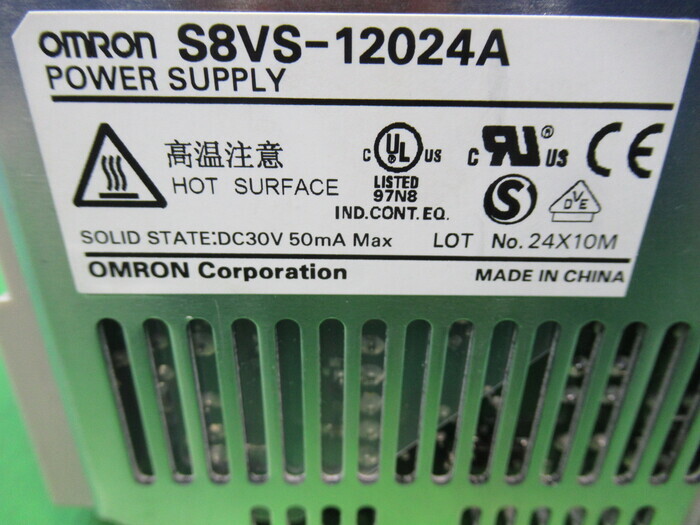 OMRON S8VS-12024A
POWER SUPPLY
高温注意
HOT SURFACE
C UL US
LISTED
97N8
IND.CONT.EQ.
C RU ® US
CE
S
DVE
SOLID STATE:DC30V 50mA Max
LOT No. 24X10M
OMRON Corporation
MADE IN CHINA